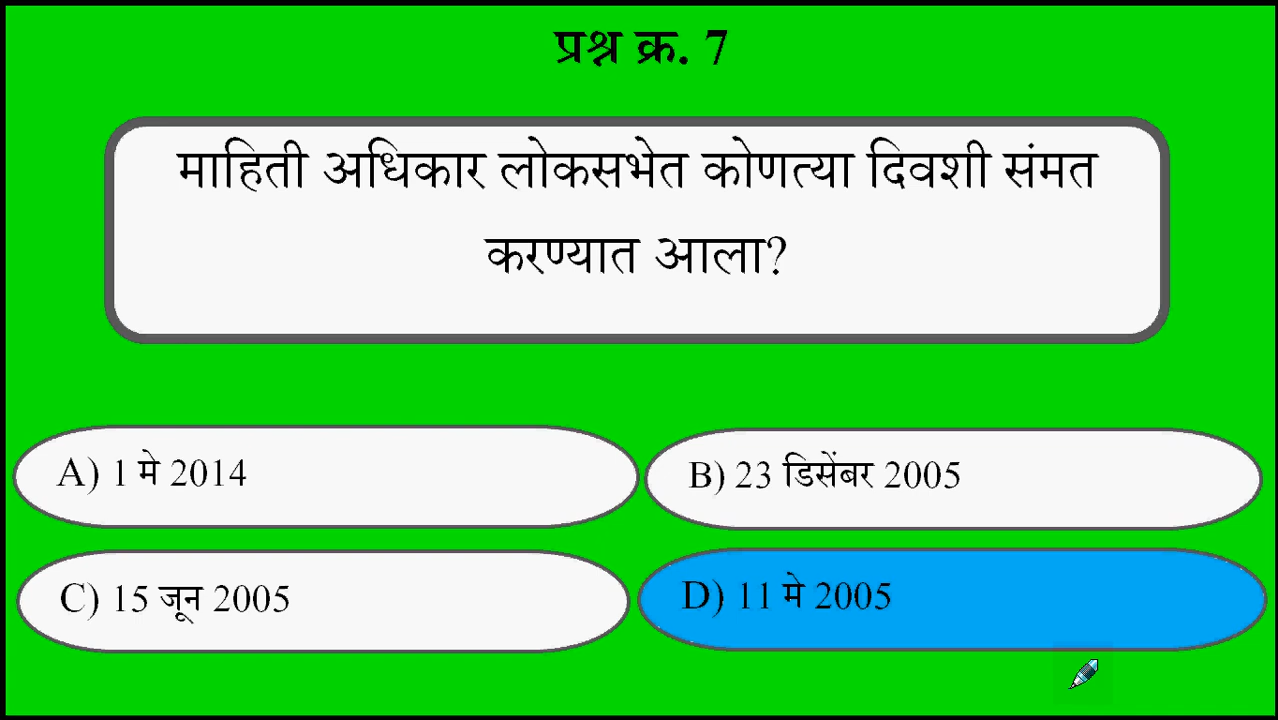 प्रश्न क्र. 7
माहिती अधिकार लोकसभेत कोणत्या दिवशी संमत
करण्यात आला?
A) 1 मे 2014
B) 23 डिसेंबर 2005
C) 15 जून 2005
D) 11 मे 2005